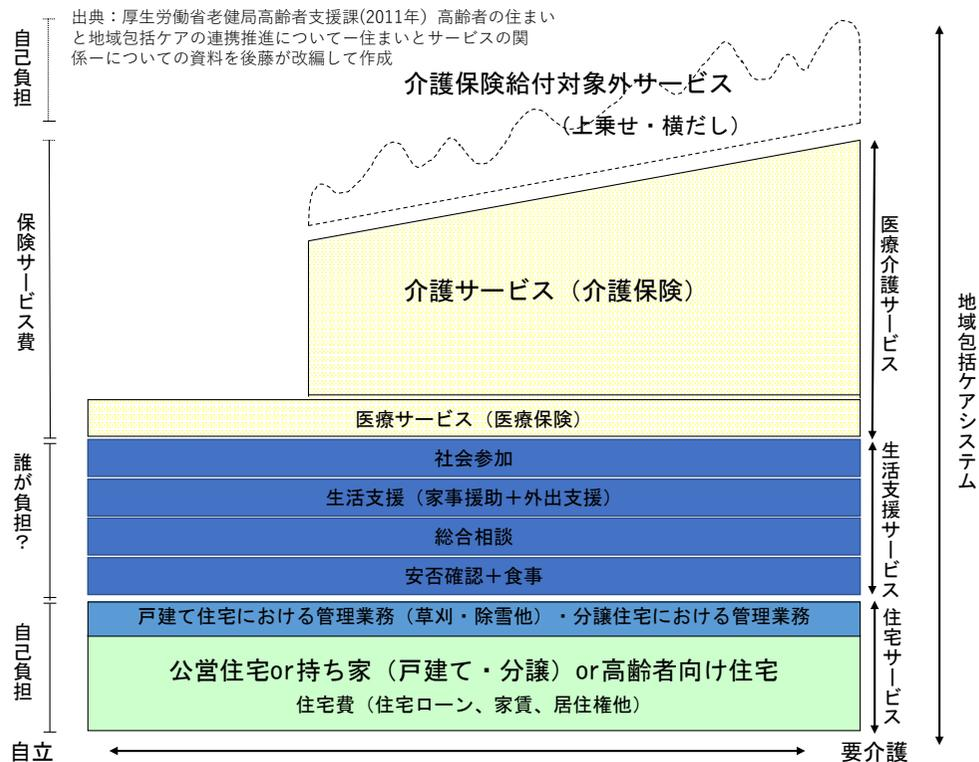 出典：厚生労働省老健局高齢者支援課(2011年）高齢者の住まい
と地域包括ケアの連携推進についてー住まいとサービスの関
係ーについての資料を後藤が改編して作成
自己負担
介護保険給付対象外サービス
（上乗せ・横だし）
保険サービス費
介護サービス（介護保険）
医療介護サービス
地域包括ケアシステム
医療サービス（医療保険）
誰が負担？
社会参加
生活支援（家事援助＋外出支援）
総合相談
安否確認＋食事
生活支援サービス
自己負担
戸建て住宅における管理業務（草刈・除雪他）・分譲住宅における管理業務
公営住宅or持ち家（戸建て・分譲）or高齢者向け住宅
住宅費（住宅ローン、家賃、居住権他）
住宅サービス
自立
要介護